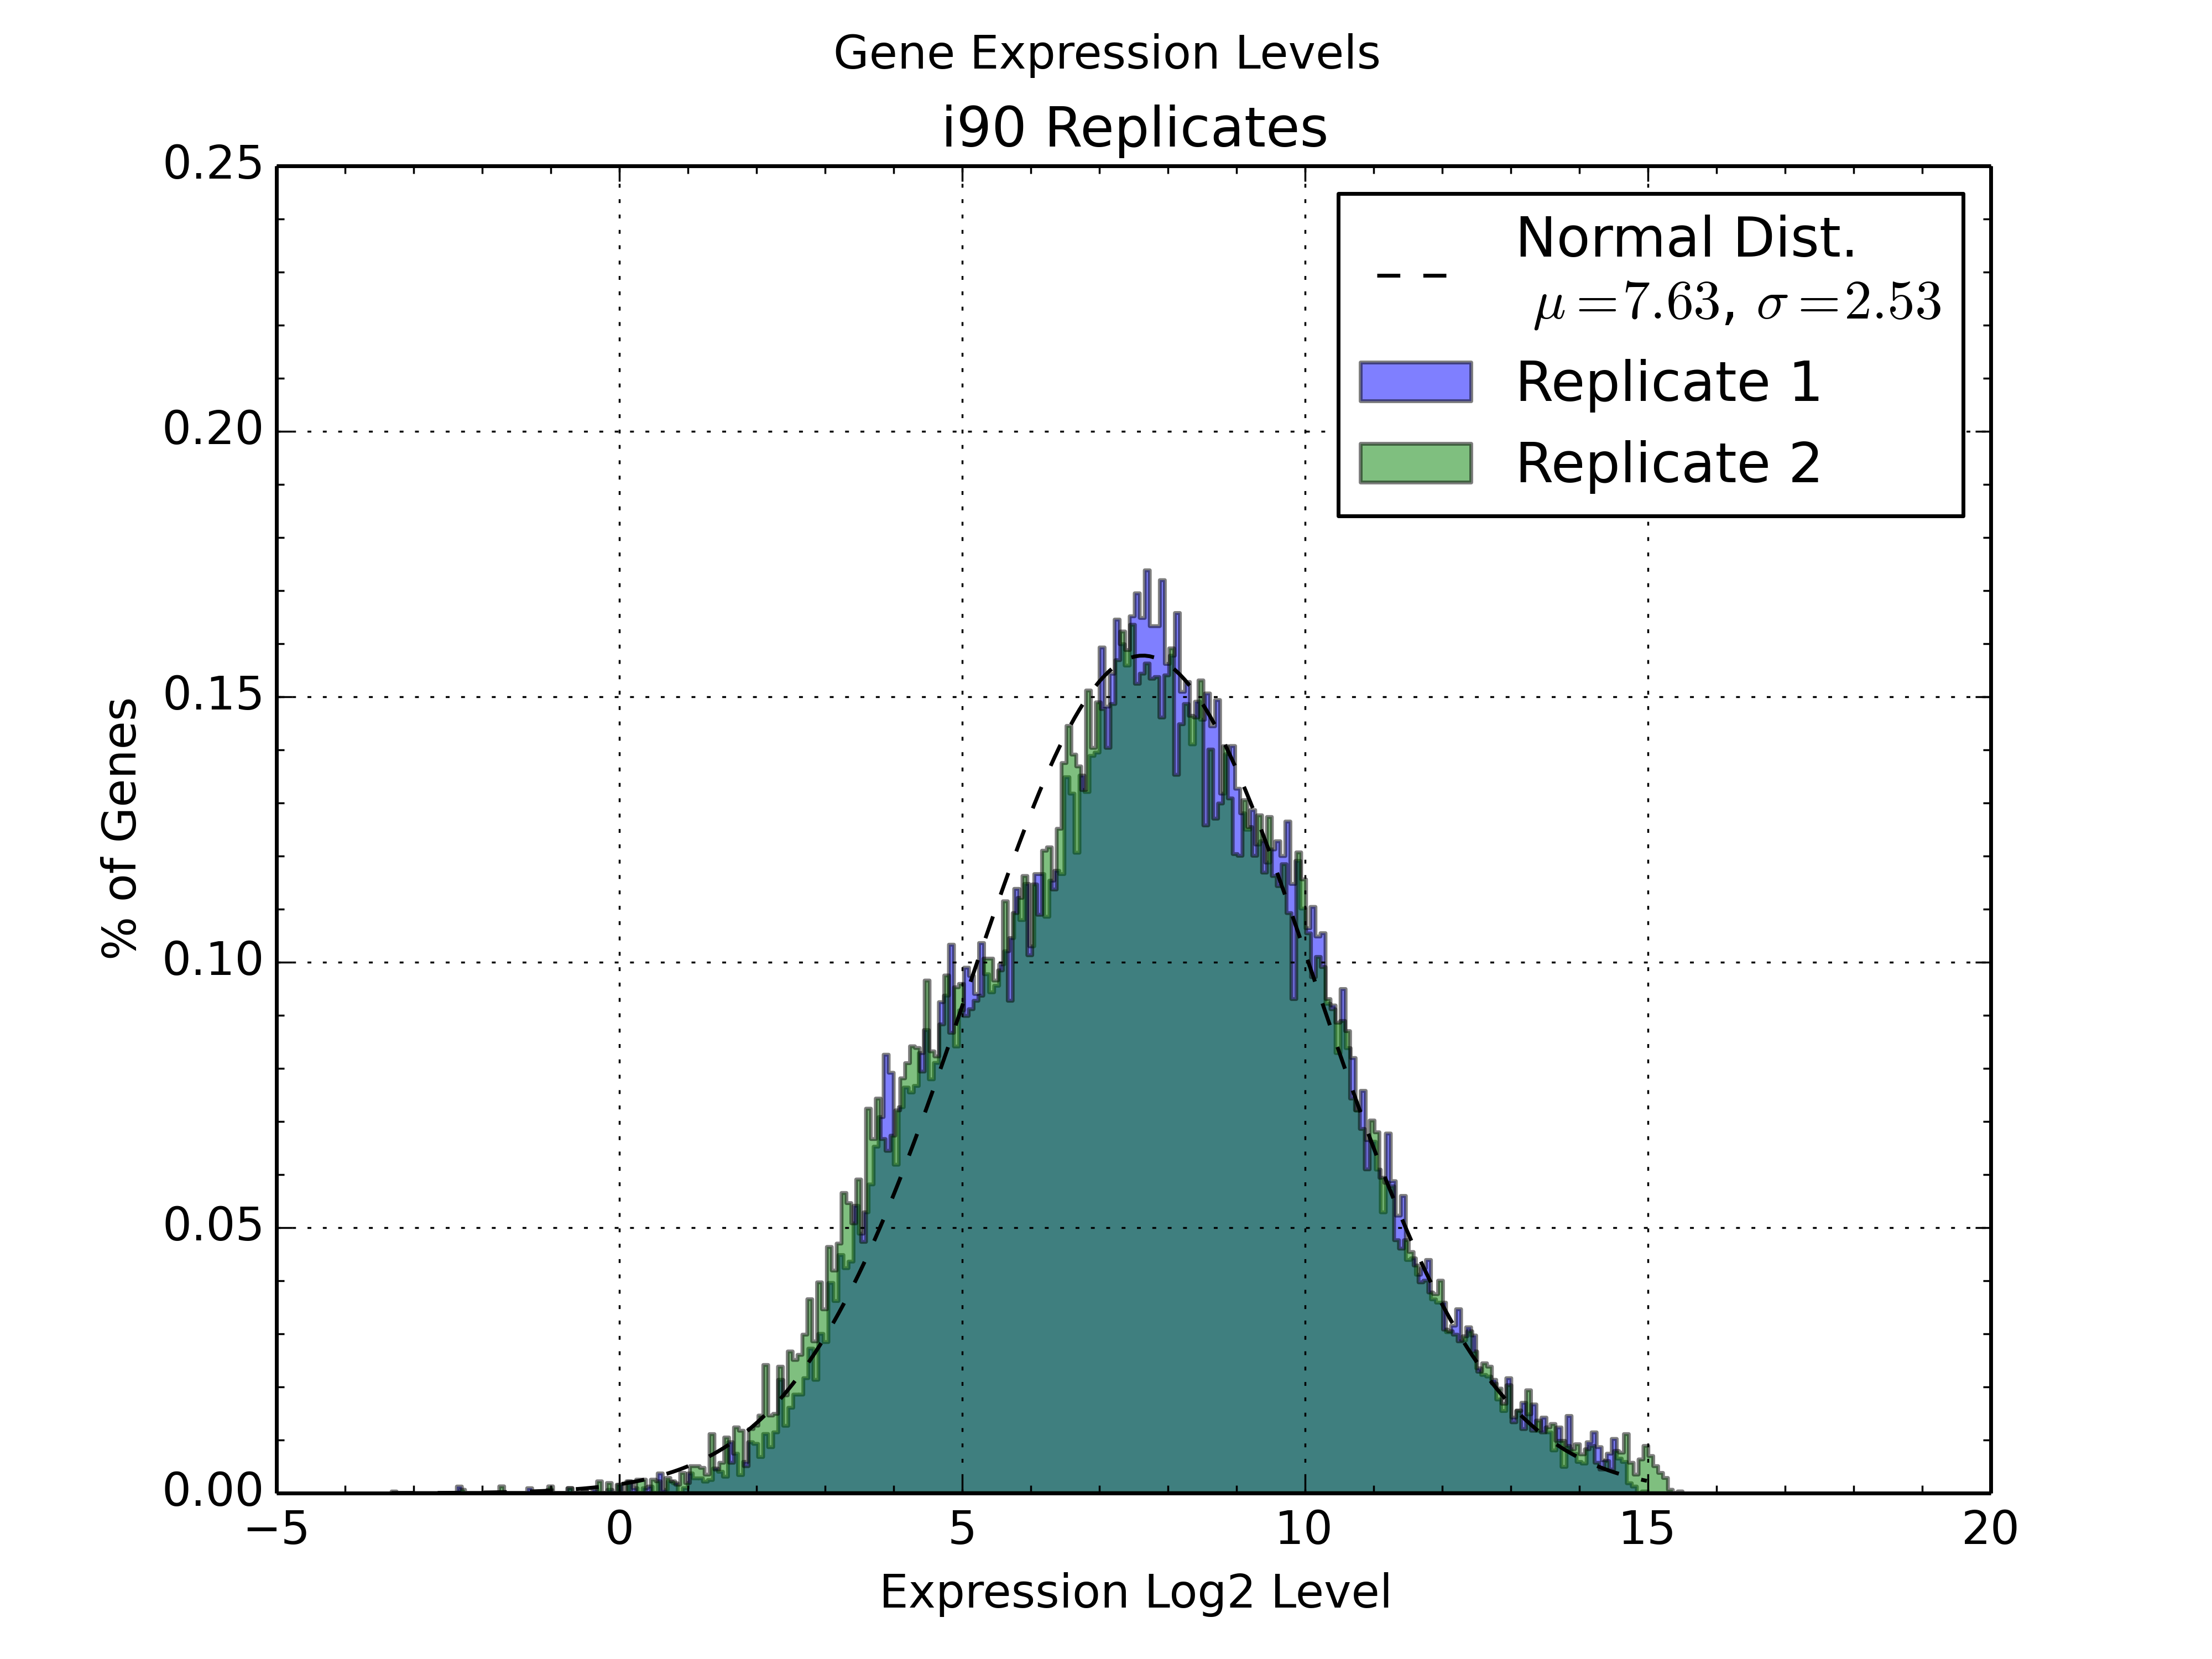 Gene Expression Levels
i90 Replicates
0.25
0.20
0.15
0.10
0.05
0.00
% of Genes
Normal Dist.
μ=7.63, σ=2.53
Replicate 1
Replicate 2
−5 0 5 10 15 20
Expression Log2 Level